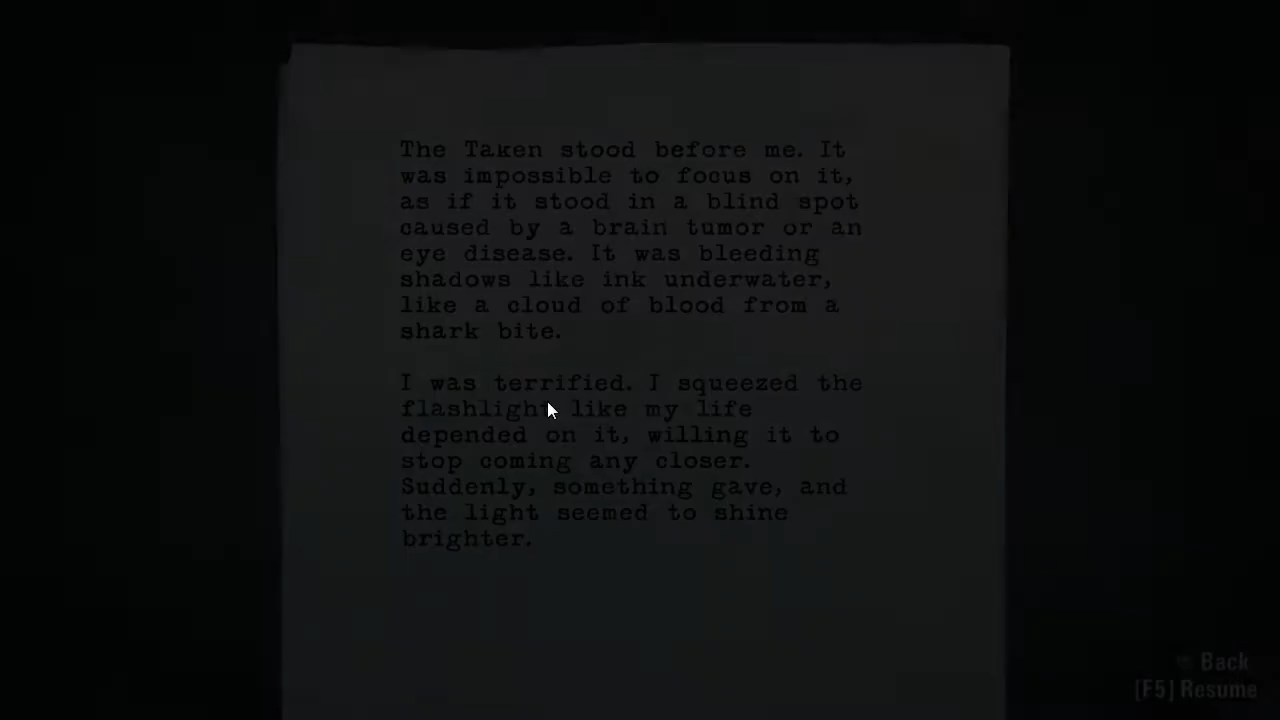 The Taken stood before me. It
was impossible to focus on it,
as if it stood in a blind spot
caused by a brain tumor or an
eye disease. It was bleeding
shadows like ink underwater,
like a cloud of blood from a
shark bite.
I was terrified. I squeezed the
flashlight like my life
depended on it, willing it to
stop coming any closer.
Suddenly, something gave, and
the light seemed to shine
brighter.
Back
[F5] Resume